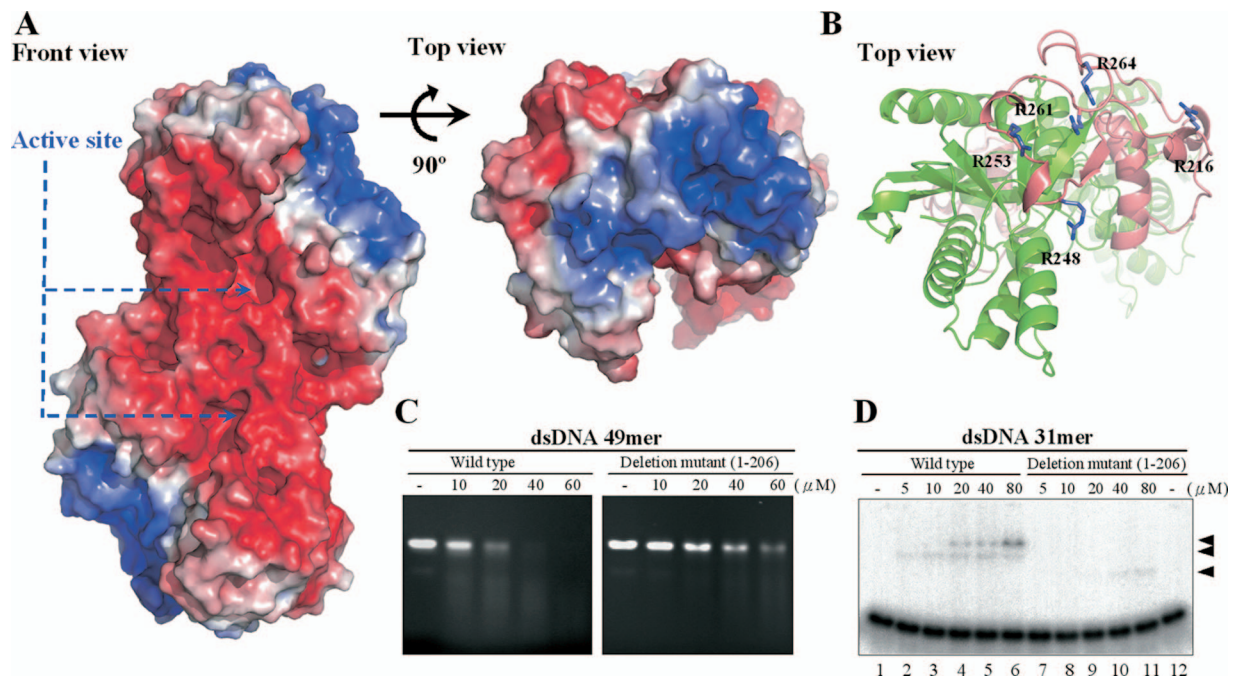 A
Front view
Top view
90°
Active site
B
Top view
R264
R261
R253
R216
R248
C
dsDNA 49mer
Wild type Deletion mutant (1-206)
- 10 20 40 60 - 10 20 40 60 (μM)
D
dsDNA 31mer
Wild type Deletion mutant (1-206)
- 5 10 20 40 80 5 10 20 40 80 - (μM)
1 2 3 4 5 6 7 8 9 10 11 12